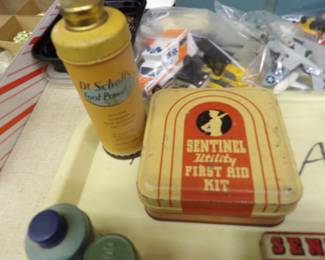 Dr Scholl's
Foot Powder
SENTINEL
Utility
FIRST AID
KIT
A
SEN